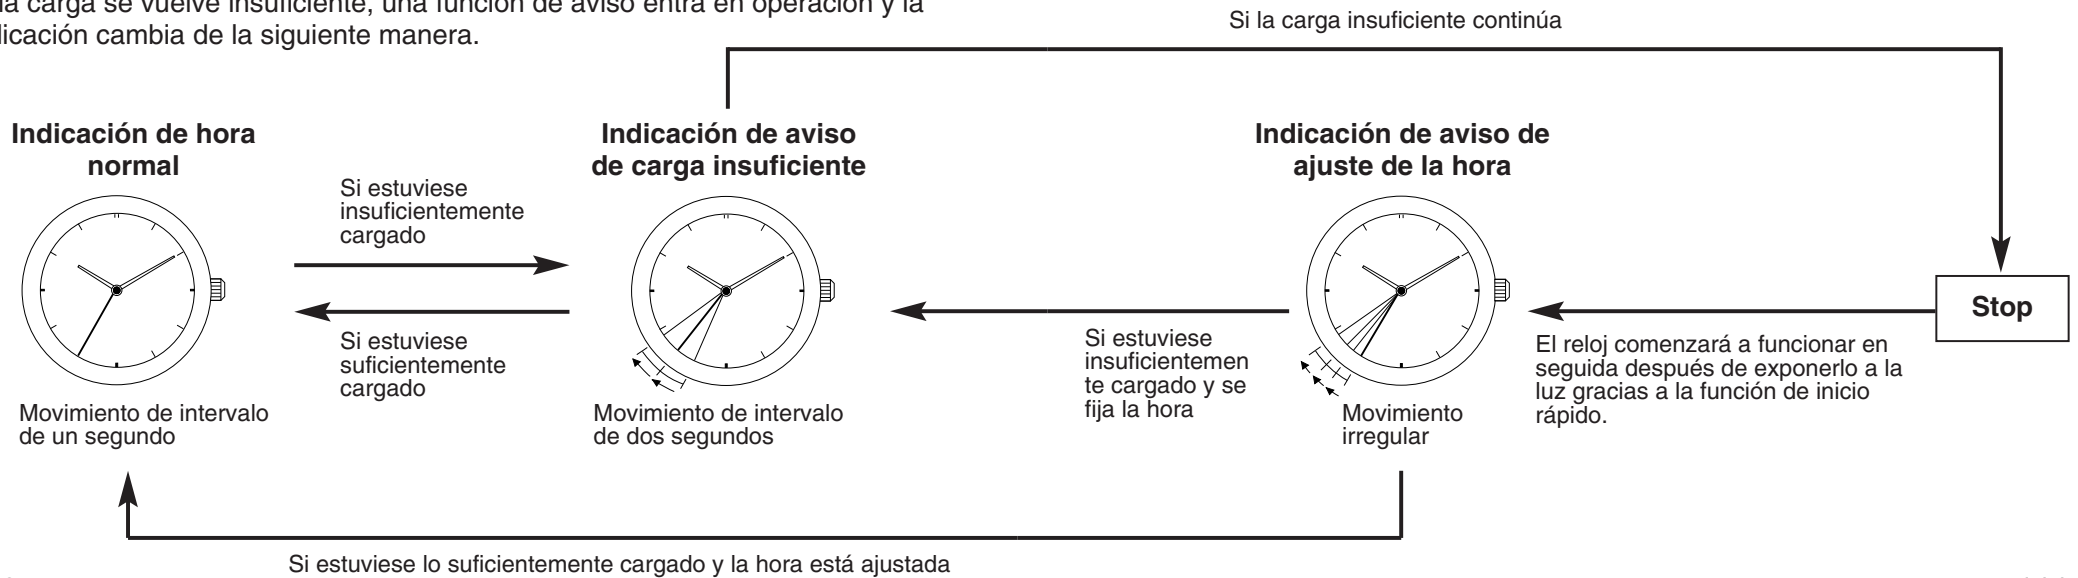 la carga se vuelve insuficiente, una función de aviso entra en operación y la
licación cambia de la siguiente manera.
Si la carga insuficiente continúa
Indicación de hora
normal
Si estuviese
insuficientemente
cargado
Si estuviese
suficientemente
cargado
Movimiento de intervalo
de un segundo
Indicación de aviso
de carga insuficiente
Movimiento de intervalo
de dos segundos
Si estuviese
insuficientemen
te cargado y se
fija la hora
Indicación de aviso de
ajuste de la hora
Movimiento
irregular
Stop
El reloj comenzará a funcionar en
seguida después de exponerlo a la
luz gracias a la función de inicio
rápido.
Si estuviese lo suficientemente cargado y la hora está ajustada